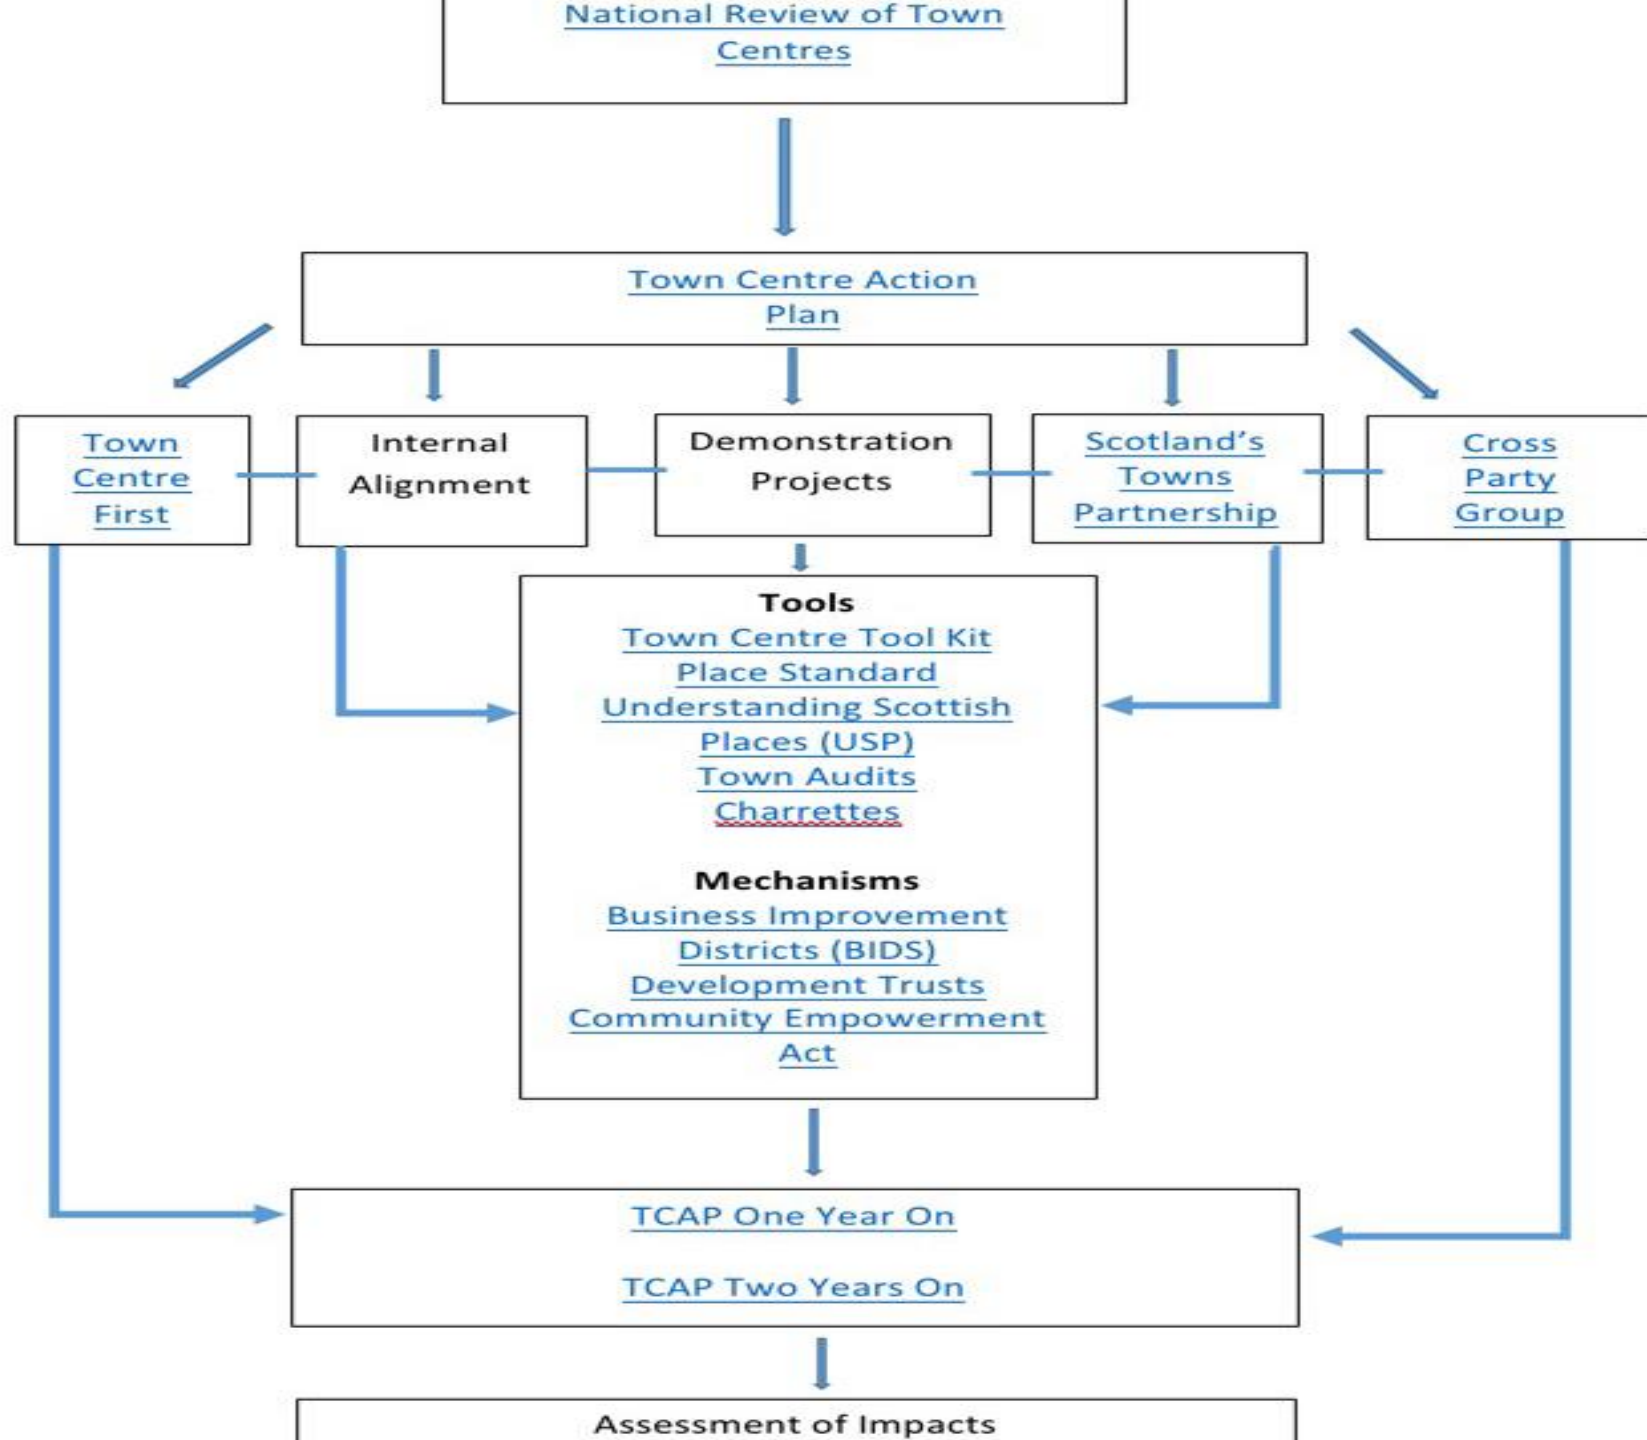 National Review of Town
Centres
Town Centre Action
Plan
Town
Centre
First
Internal
Alignment
Demonstration
Projects
Scotland’s
Towns
Partnership
Cross
Party
Group
Tools
Town Centre Tool Kit
Place Standard
Understanding Scottish
Places (USP)
Town Audits
Charrettes
Mechanisms
Business Improvement
Districts (BIDS)
Development Trusts
Community Empowerment
Act
TCAP One Year On
TCAP Two Years On
Assessment of Impacts